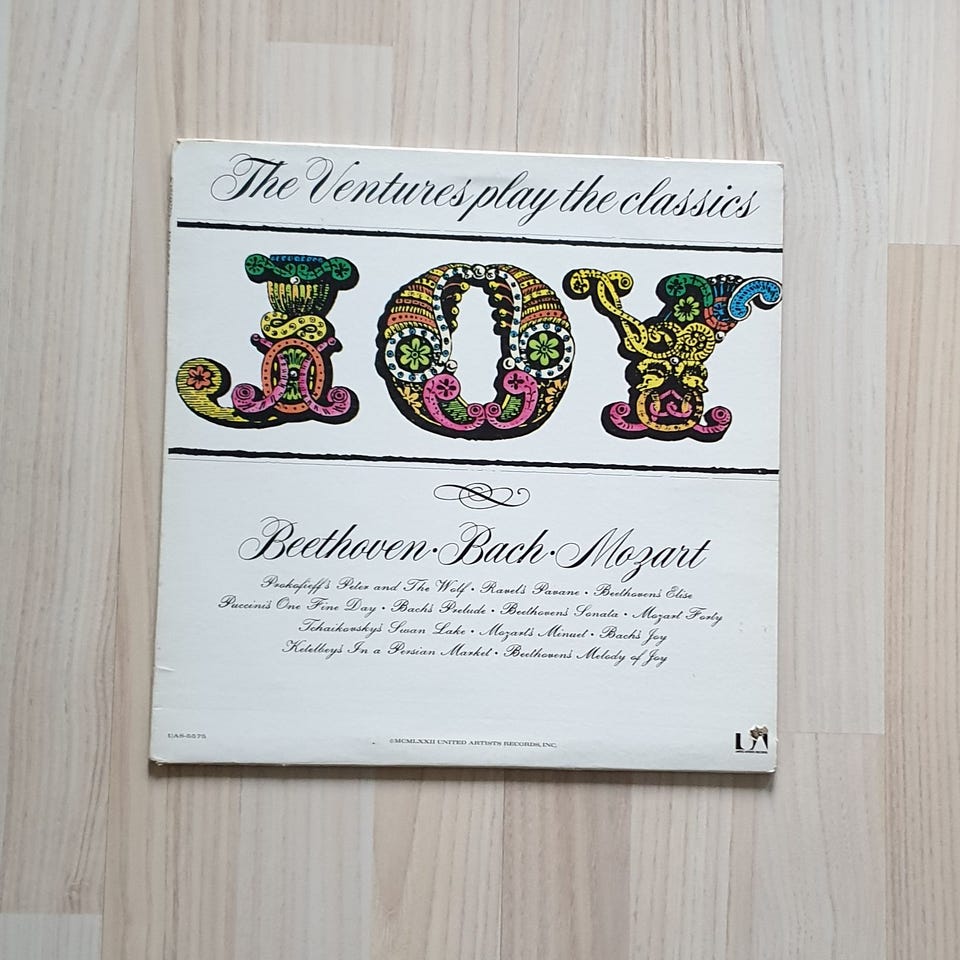 The Ventures play the classics
JOY
Beethoven · Bach · Mozart
Prokofieff's Peter and The Wolf · Ravel's Pavane · Beethoven's Elise
Puccini's One Fine Day · Bach's Prelude · Beethoven's Sonata · Mozart Forty
Tchaikovsky's Swan Lake · Mozart's Minuet · Bach's Joy
Ketelbey's In a Persian Market · Beethoven's Melody of Joy
UAS-5575
©MCMLXXII UNITED ARTISTS RECORDS, INC.
UA